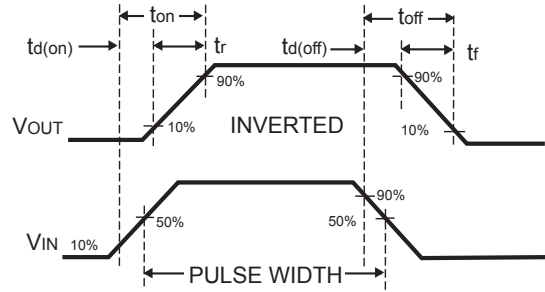 ton toff
td(on) tr td(off) tf
90% 90%
VOUT 10% INVERTED 10%
90%
50% 50%
VIN 10%
PULSE WIDTH